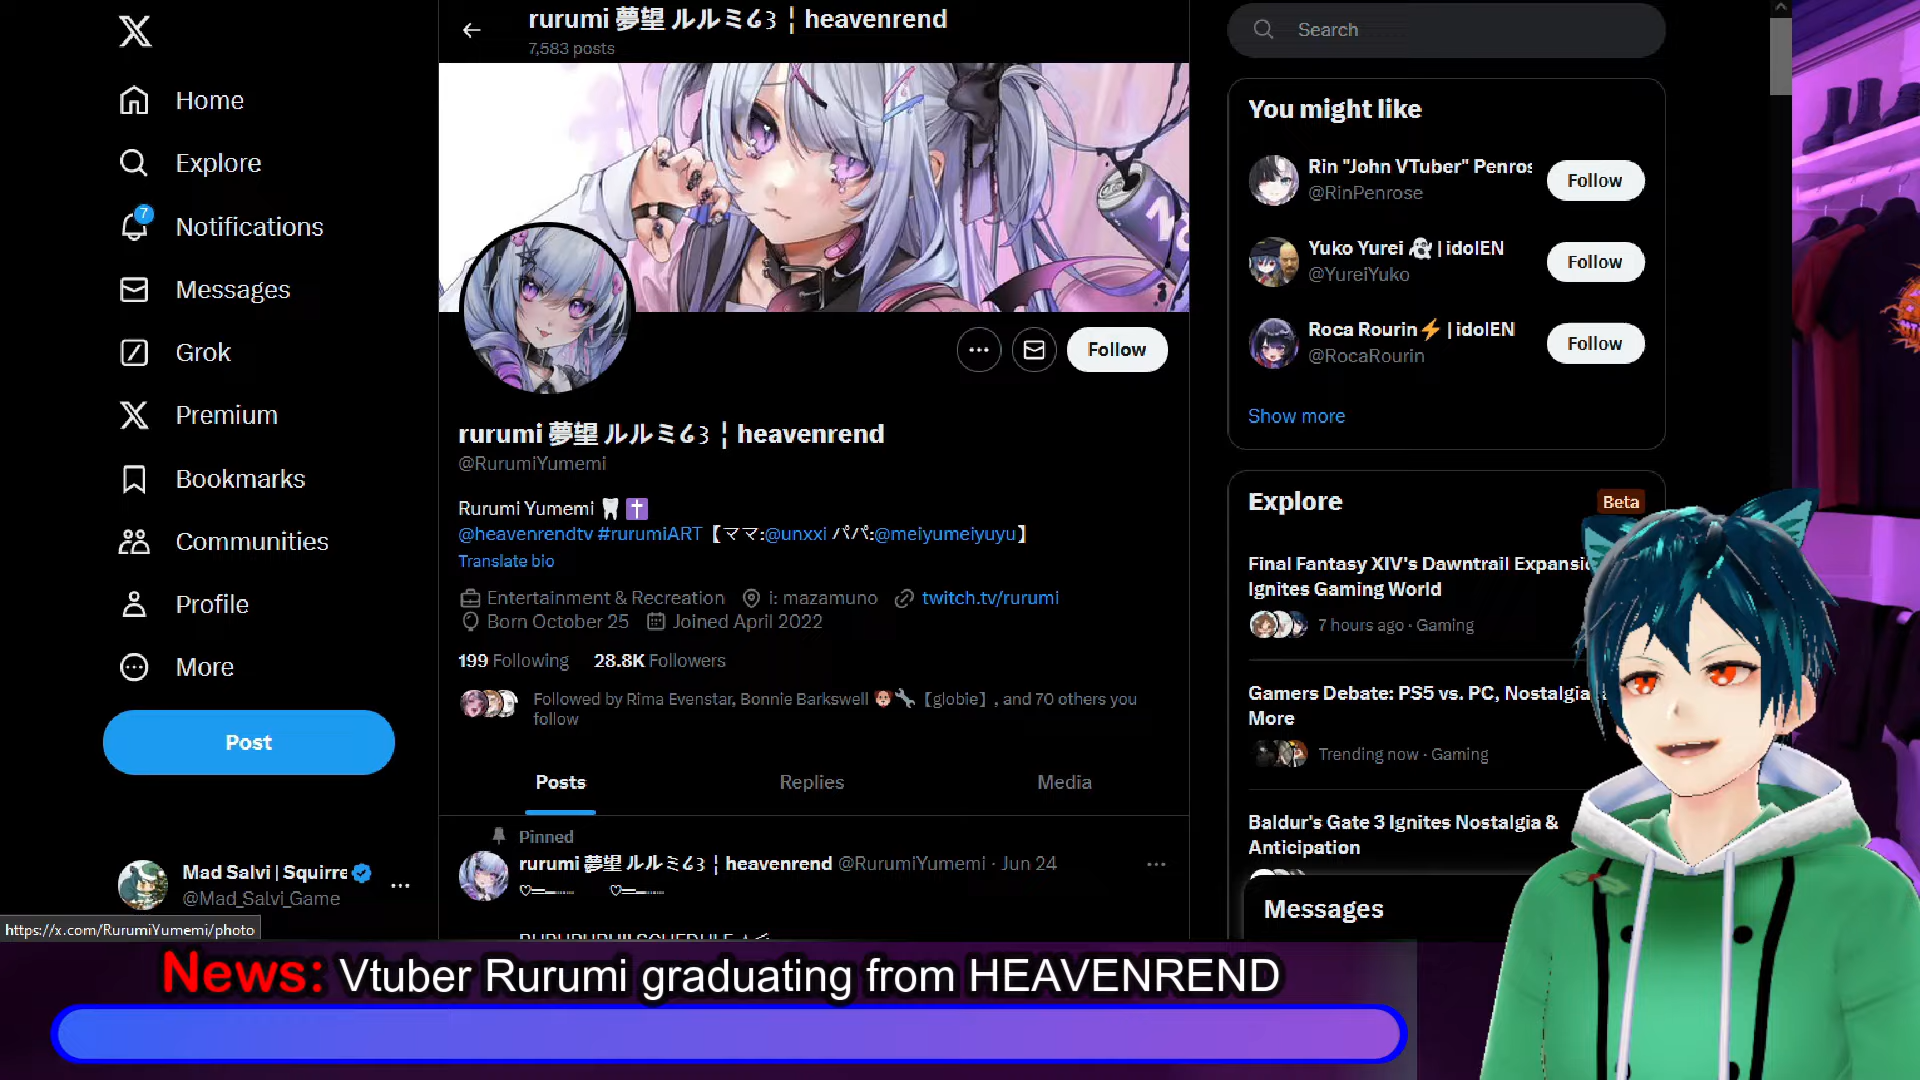 Home
Explore
7
Notifications
Messages
Grok
Premium
Bookmarks
Communities
Profile
More
Post
Mad Salvi | Squirre
@Mad_Salvi_Game
https://x.com/RurumiYumemi/photo
rurumi 夢望 ルルミ໒꒱ ¦ heavenrend
7,583 posts
Follow
rurumi 夢望 ルルミ໒꒱ ¦ heavenrend
@RurumiYumemi
Rurumi Yumemi 🦷✝️
@heavenrendtv #rurumiART【ママ:@unxxi パパ:@meiyumeiyuyu】
Translate bio
Entertainment & Recreation i: mazamuno twitch.tv/rurumi
Born October 25 Joined April 2022
199 Following 28.8K Followers
Followed by Rima Evenstar, Bonnie Barkswell 🐶🔧【globie】, and 70 others you
follow
Posts Replies Media
Pinned
rurumi 夢望 ルルミ໒꒱ ¦ heavenrend @RurumiYumemi · Jun 24
Search
You might like
Rin "John VTuber" Penros
@RinPenrose
Follow
Yuko Yurei 👻 | idolEN
@YureiYuko
Follow
Roca Rourin⚡ | idolEN
@RocaRourin
Follow
Show more
Explore
Beta
Final Fantasy XIV's Dawntrail Expansi
Ignites Gaming World
7 hours ago · Gaming
Gamers Debate: PS5 vs. PC, Nostalgia
More
Trending now · Gaming
Baldur's Gate 3 Ignites Nostalgia &
Anticipation
Messages
News: Vtuber Rurumi graduating from HEAVENREND